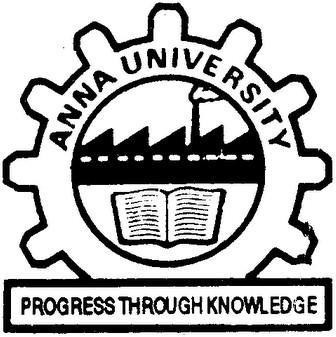 ANNA UNIVERSITY
PROGRESS THROUGH KNOWLEDGE